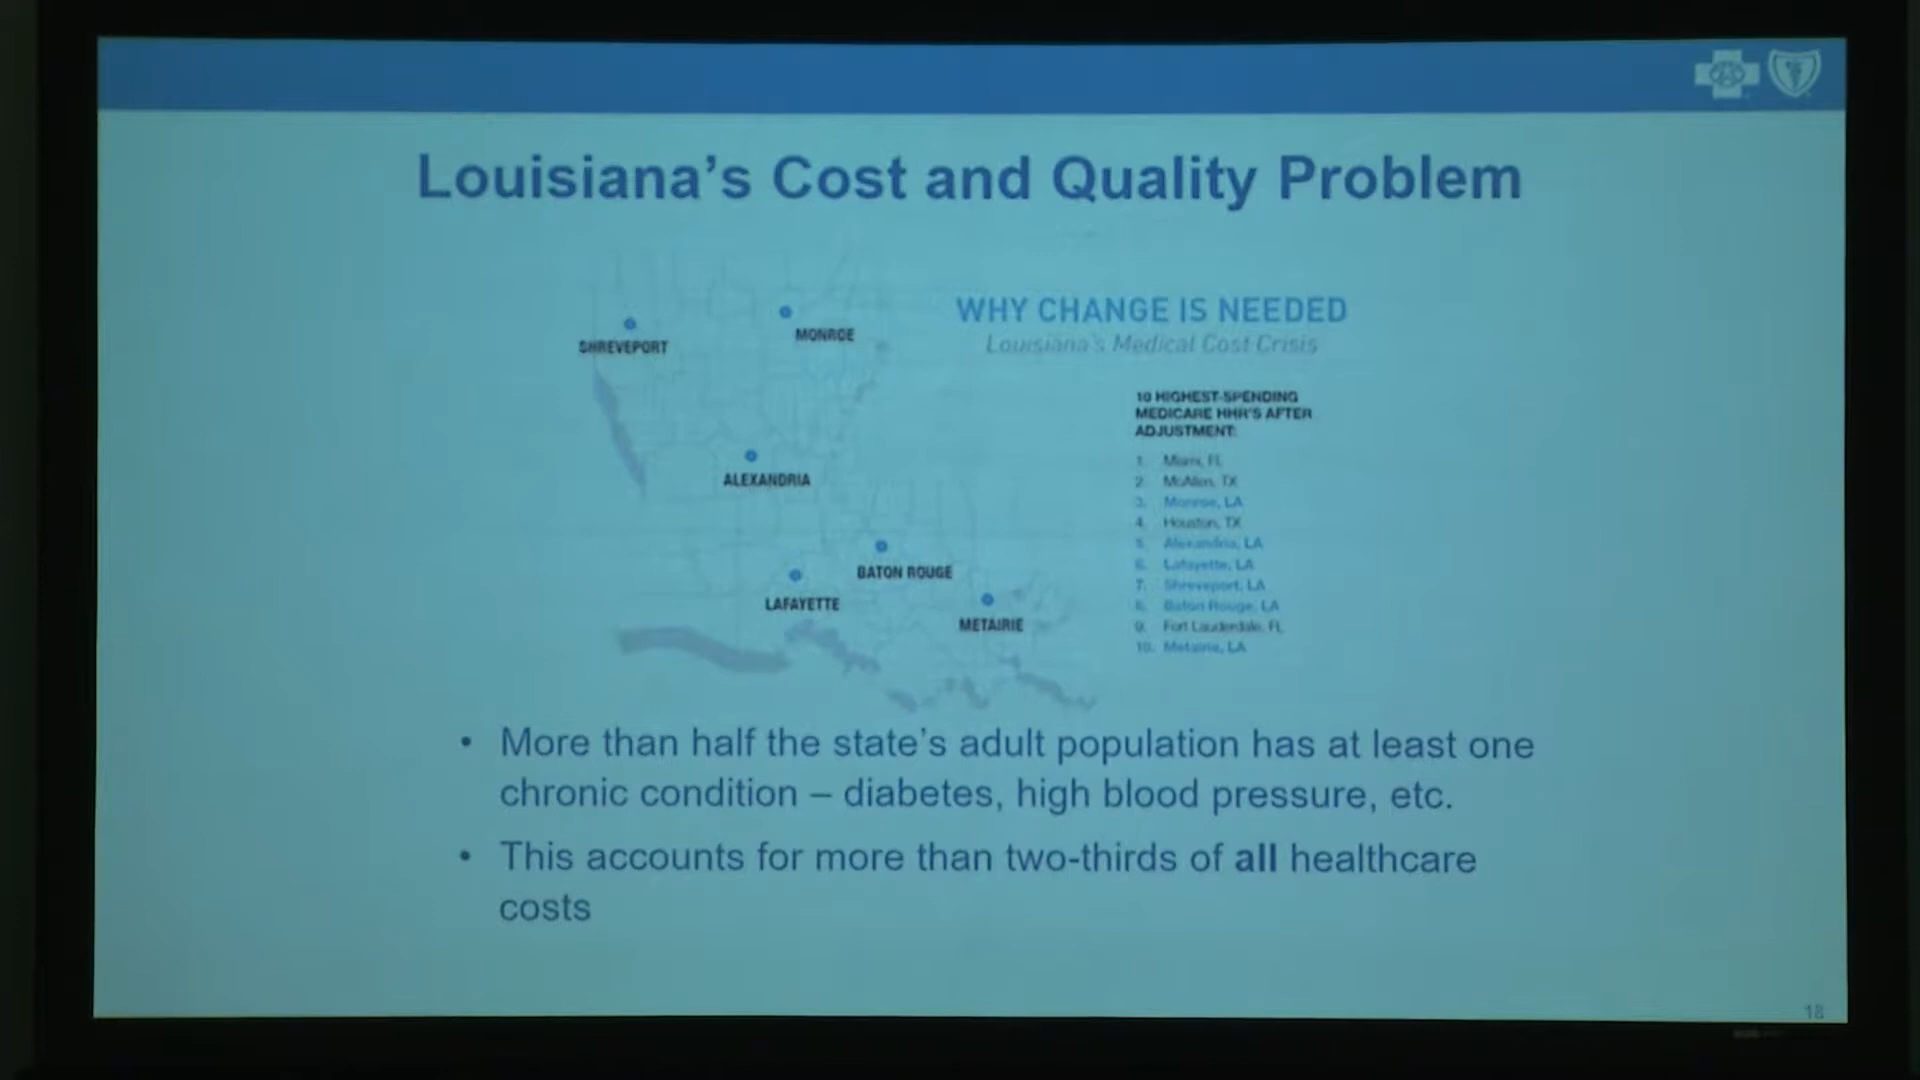 Louisiana's Cost and Quality Problem
SHREVEPORT
MONROE
ALEXANDRIA
BATON ROUGE
LAFAYETTE
METAIRIE
WHY CHANGE IS NEEDED
Louisiana's Medical Cost Crisis
10 HIGHEST-SPENDING
MEDICARE HHR'S AFTER
ADJUSTMENT:
1. Miami, FL
2. McAllen, TX
3. Monroe, LA
4. Houston, TX
5. Alexandria, LA
6. Lafayette, LA
7. Shreveport, LA
8. Baton Rouge, LA
9. Fort Lauderdale, FL
10. Metairie, LA
• More than half the state's adult population has at least one
chronic condition – diabetes, high blood pressure, etc.
• This accounts for more than two-thirds of all healthcare
costs
18